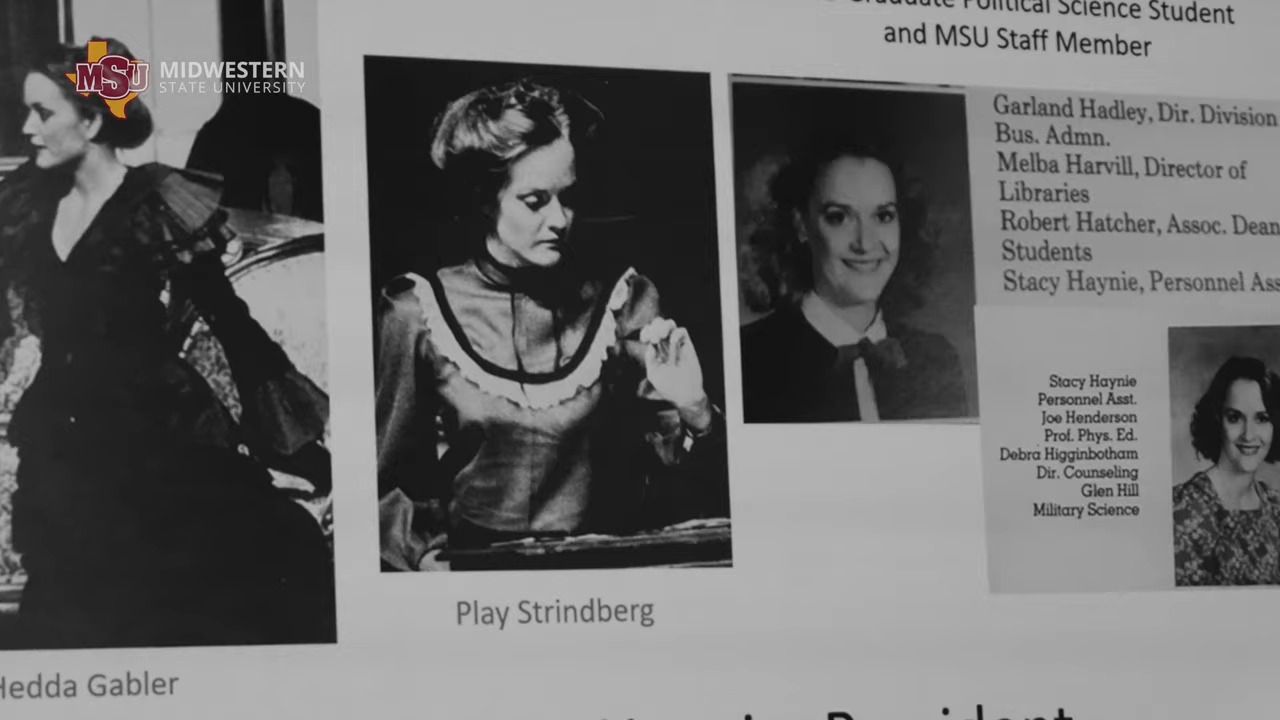 MSU
MIDWESTERN
STATE UNIVERSITY
Graduate Political Science Student
and MSU Staff Member
Garland Hadley, Dir. Division
Bus. Admn.
Melba Harvill, Director of
Libraries
Robert Hatcher, Assoc. Dean
Students
Stacy Haynie, Personnel
Stacy Haynie
Personnel Asst.
Joe Henderson
Prof. Phys. Ed.
Debra Higginbotham
Dir. Counseling
Glen Hill
Military Science
Play Strindberg
Hedda Gabler
President